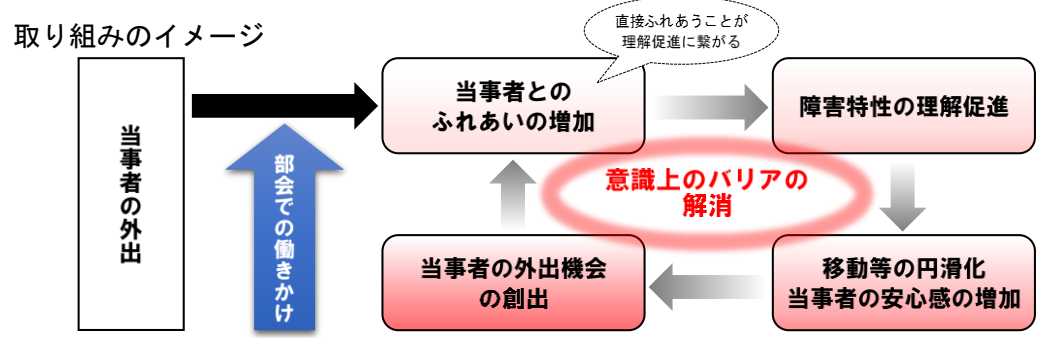 取り組みのイメージ
当事者の外出
部会での働きかけ
直接ふれあうことが
理解促進に繋がる
当事者との
ふれあいの増加
障害特性の理解促進
意識上のバリアの
解消
移動等の円滑化
当事者の安心感の増加
当事者の外出機会
の創出